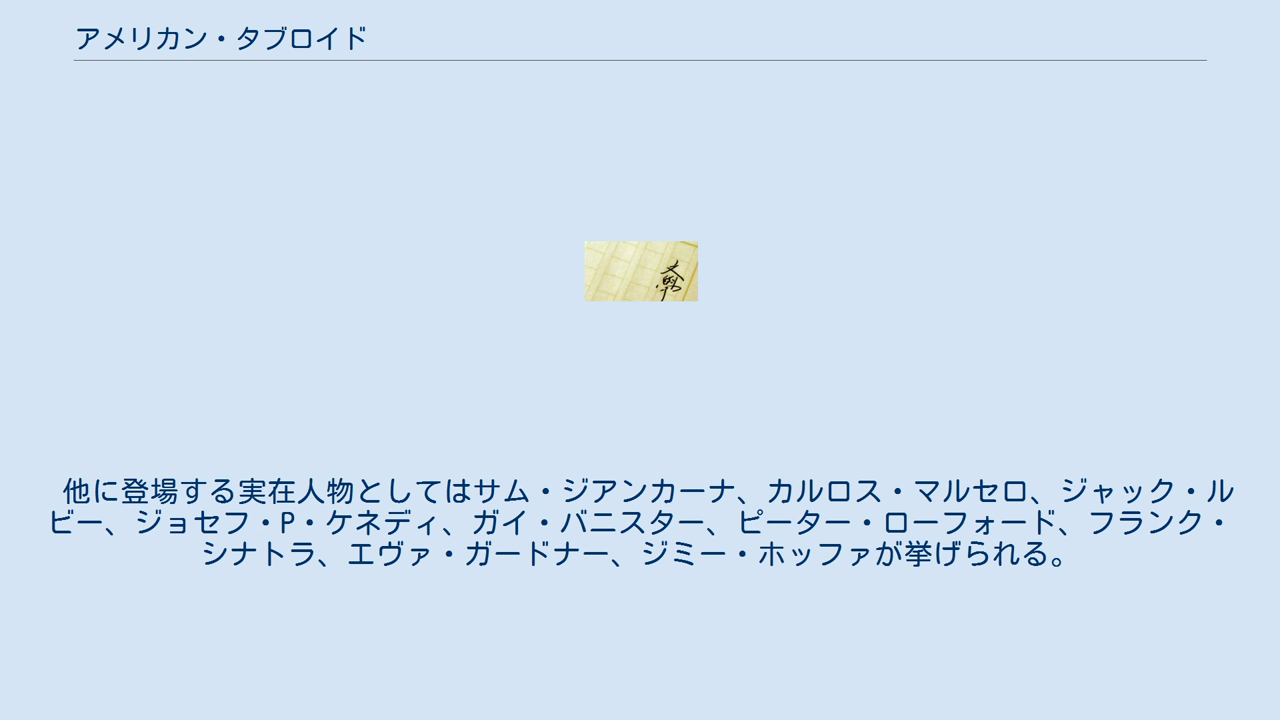 アメリカン・タブロイド
他に登場する実在人物としてはサム・ジアンカーナ、カルロス・マルセロ、ジャック・ル
ビー、ジョセフ・P・ケネディ、ガイ・バニスター、ピーター・ローフォード、フランク・
シナトラ、エヴァ・ガードナー、ジミー・ホッファが挙げられる。